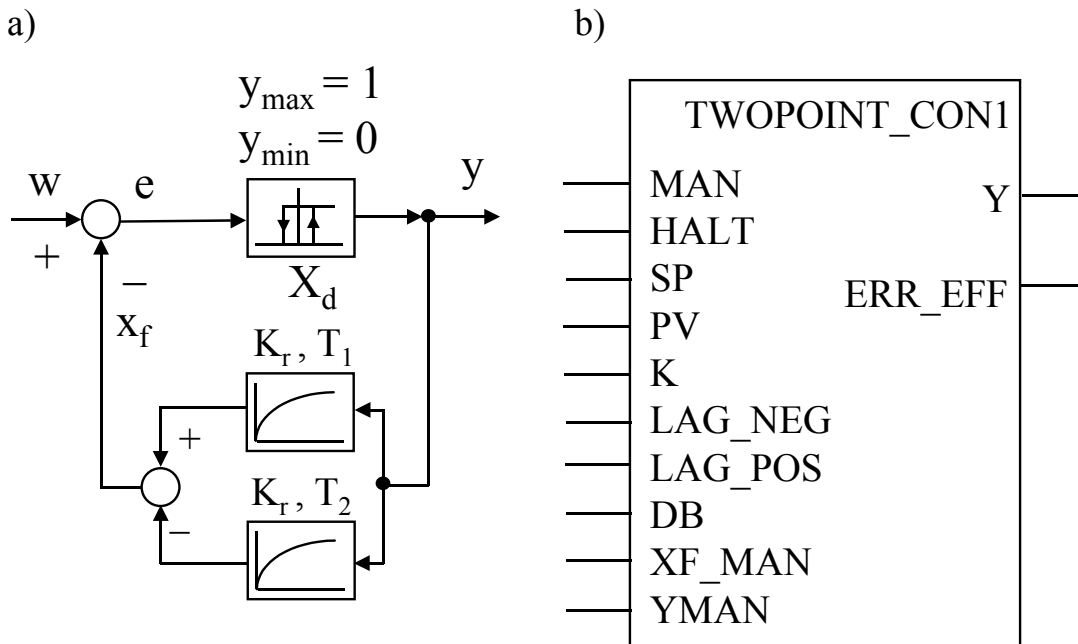 a)
y_max = 1
y_min = 0
w
e
y
+
−
X_d
x_f
K_r , T_1
+
K_r , T_2
−
b)
TWOPOINT_CON1
MAN
Y
HALT
SP
ERR_EFF
PV
K
LAG_NEG
LAG_POS
DB
XF_MAN
YMAN